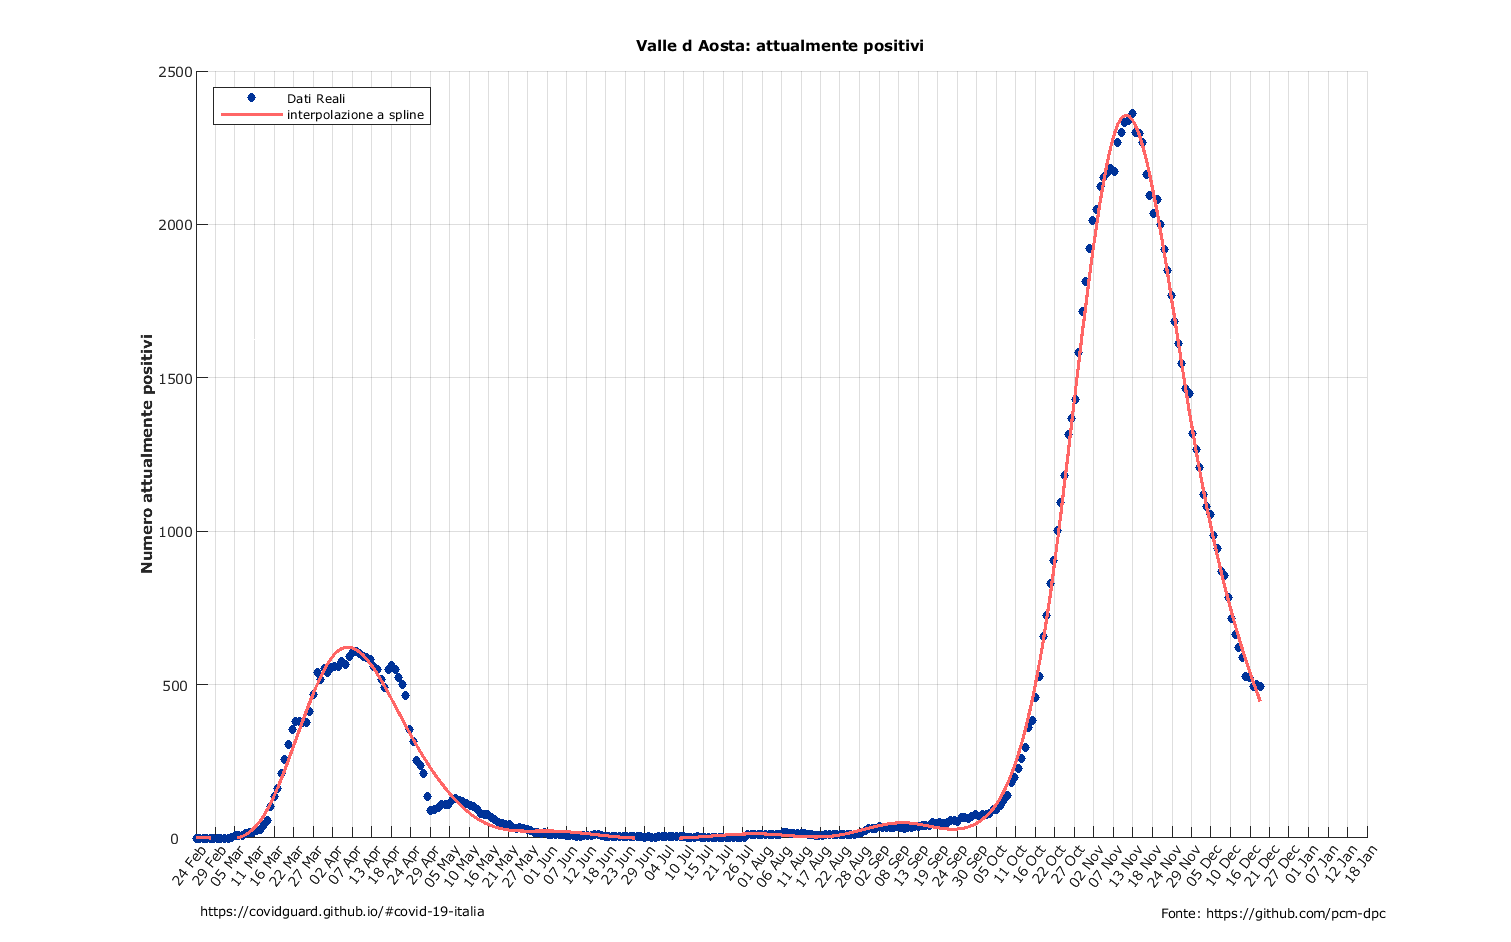 Valle d Aosta: attualmente positivi
2500
Dati Reali
interpolazione a spline
2000
1500
1000
500
0
Numero attualmente positivi
24 Feb
29 Feb
05 Mar
11 Mar
16 Mar
22 Mar
27 Mar
02 Apr
07 Apr
13 Apr
18 Apr
24 Apr
29 Apr
05 May
10 May
16 May
21 May
27 May
01 Jun
07 Jun
12 Jun
18 Jun
23 Jun
29 Jun
04 Jul
10 Jul
15 Jul
21 Jul
26 Jul
01 Aug
06 Aug
11 Aug
17 Aug
22 Aug
28 Aug
02 Sep
08 Sep
13 Sep
19 Sep
24 Sep
30 Sep
05 Oct
11 Oct
16 Oct
22 Oct
27 Oct
02 Nov
07 Nov
13 Nov
18 Nov
24 Nov
29 Nov
05 Dec
10 Dec
16 Dec
21 Dec
27 Dec
01 Jan
07 Jan
12 Jan
18 Jan
https://covidguard.github.io/#covid-19-italia
Fonte: https://github.com/pcm-dpc